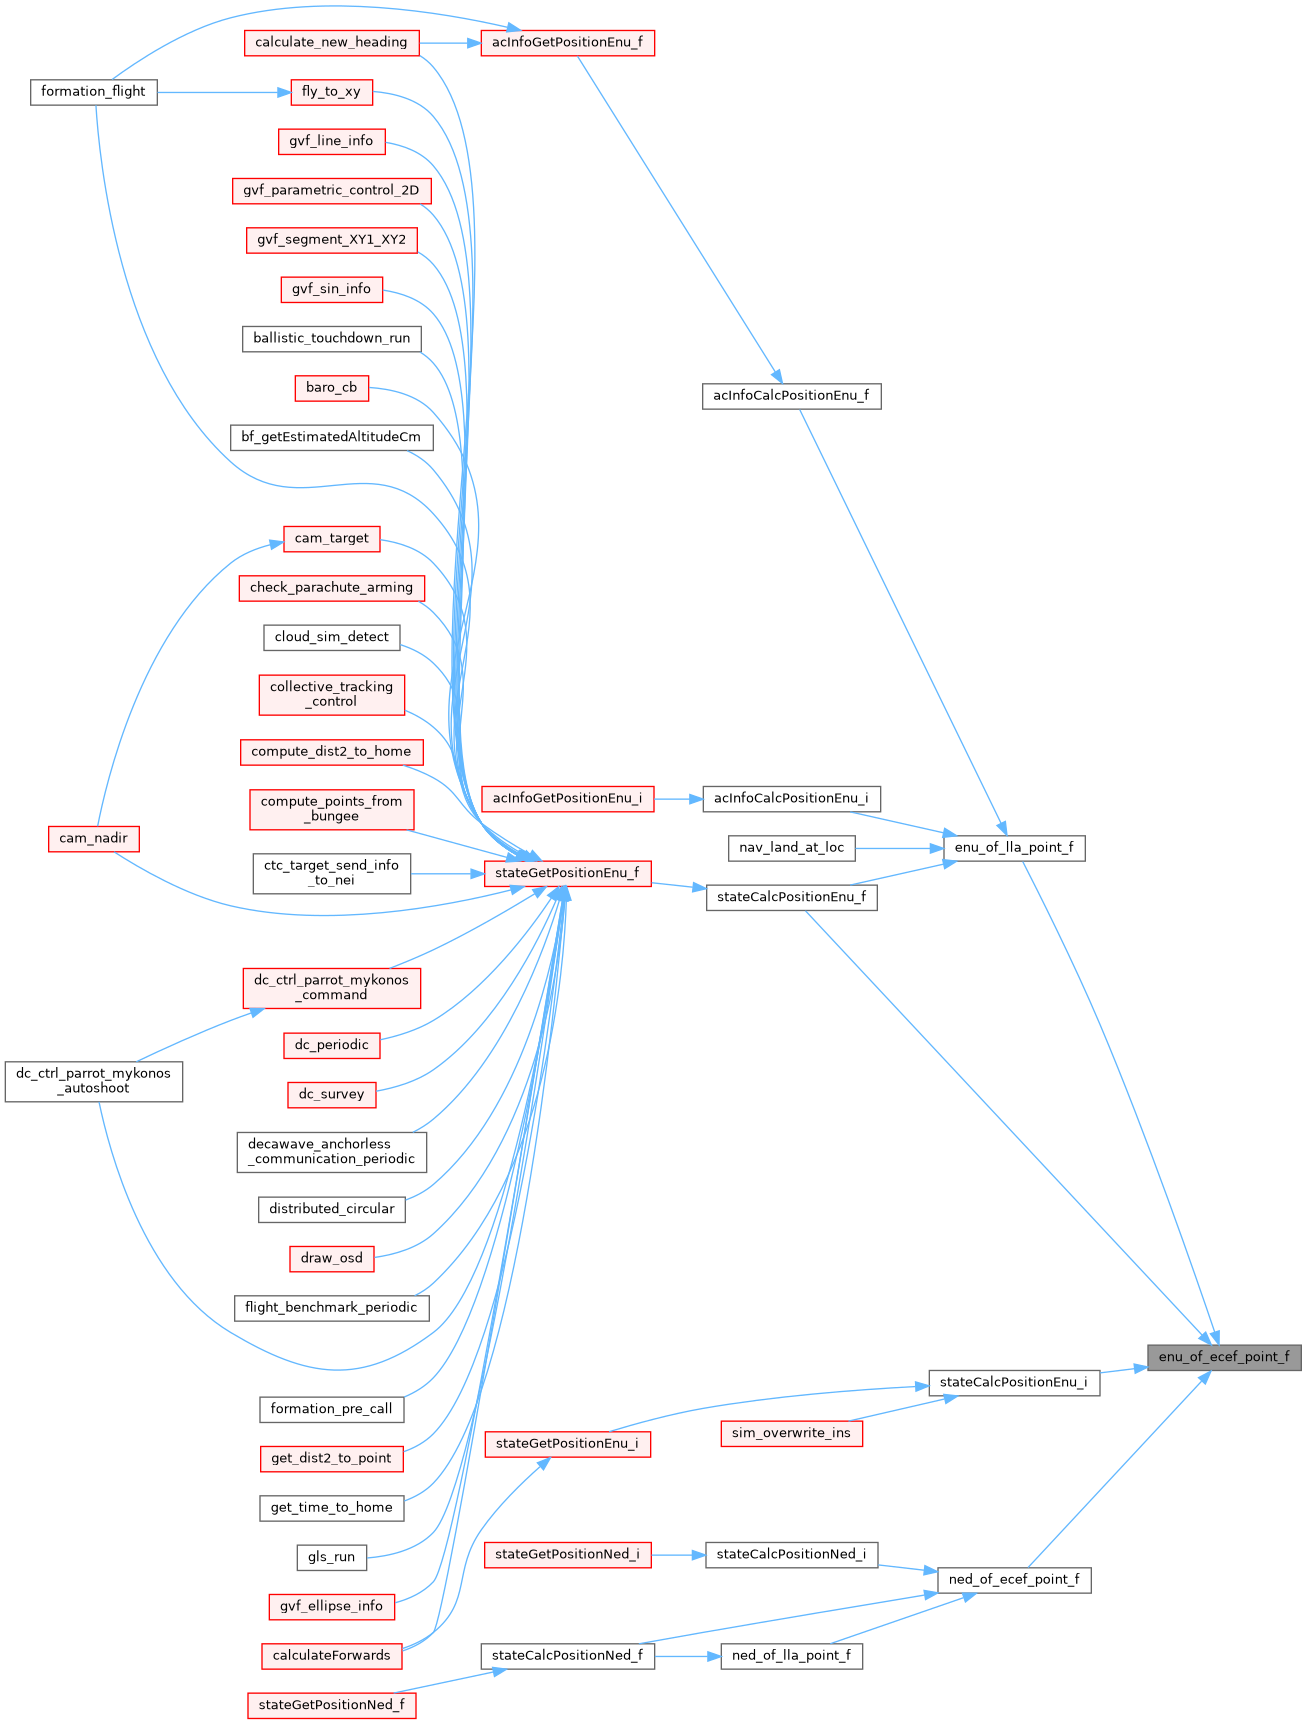 acInfoGetPositionEnu_f
calculate_new_heading
formation_flight
fly_to_xy
gvf_line_info
gvf_parametric_control_2D
gvf_segment_XY1_XY2
gvf_sin_info
ballistic_touchdown_run
baro_cb
acInfoCalcPositionEnu_f
bf_getEstimatedAltitudeCm
cam_target
check_parachute_arming
cloud_sim_detect
collective_tracking
_control
compute_dist2_to_home
compute_points_from
_bungee
acInfoGetPositionEnu_i
acInfoCalcPositionEnu_i
cam_nadir
nav_land_at_loc
enu_of_lla_point_f
ctc_target_send_info
_to_nei
stateGetPositionEnu_f
stateCalcPositionEnu_f
dc_ctrl_parrot_mykonos
_command
dc_periodic
dc_ctrl_parrot_mykonos
_autoshoot
dc_survey
decawave_anchorless
_communication_periodic
distributed_circular
draw_osd
flight_benchmark_periodic
enu_of_ecef_point_f
stateCalcPositionEnu_i
formation_pre_call
sim_overwrite_ins
stateGetPositionEnu_i
get_dist2_to_point
get_time_to_home
gls_run
stateGetPositionNed_i
stateCalcPositionNed_i
ned_of_ecef_point_f
gvf_ellipse_info
calculateForwards
stateCalcPositionNed_f
ned_of_lla_point_f
stateGetPositionNed_f